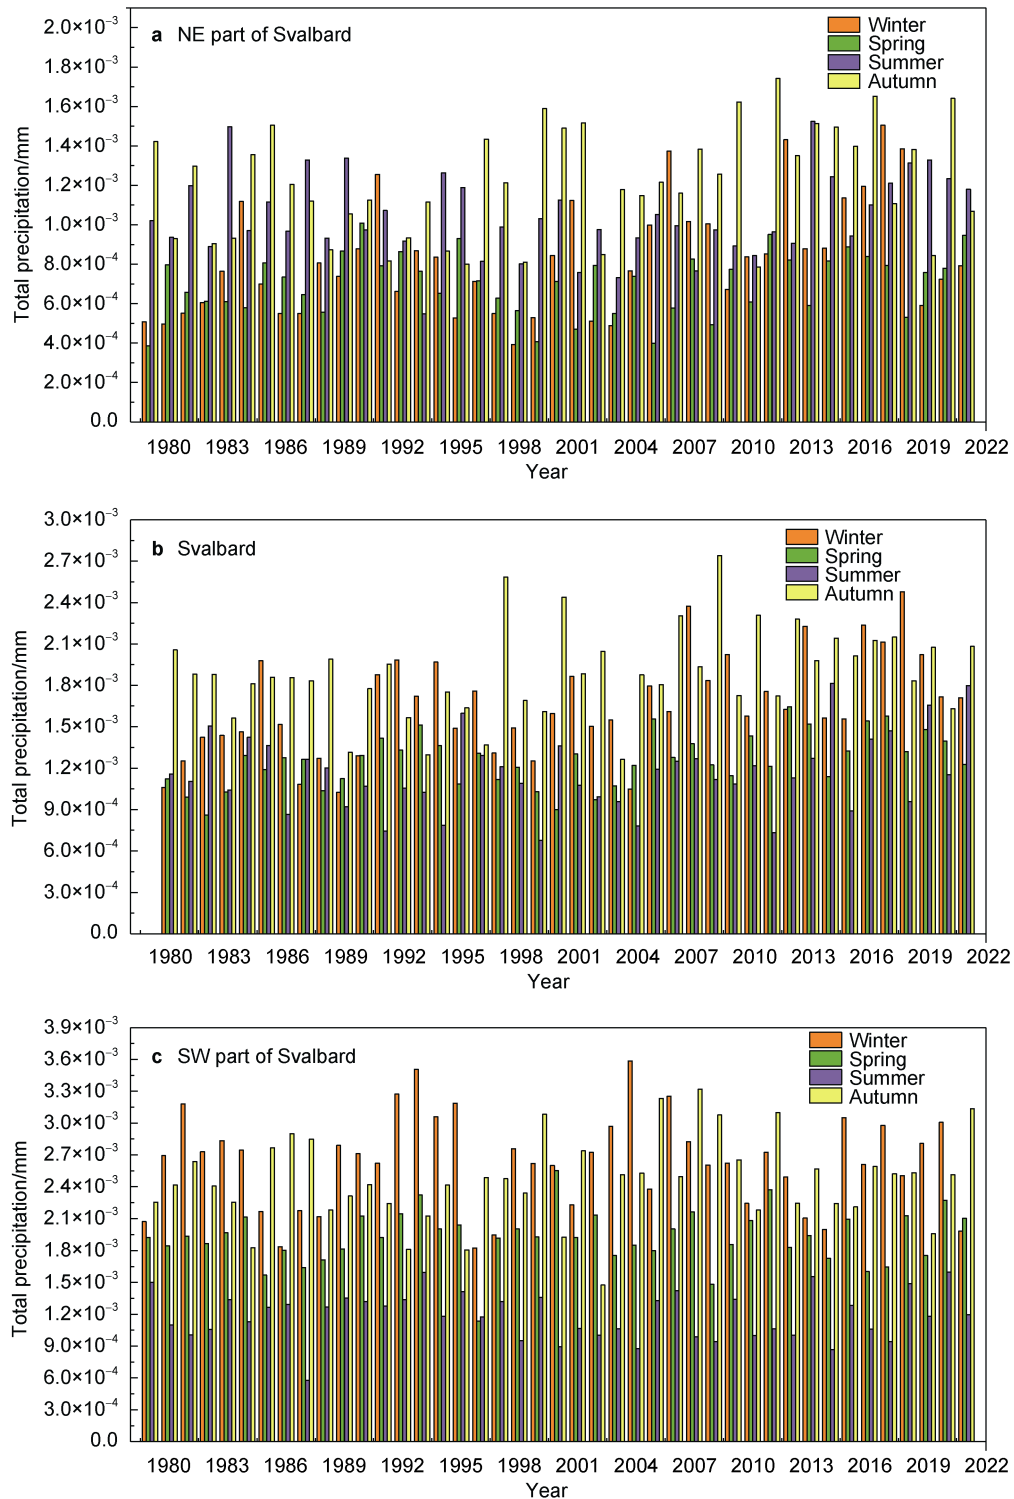 a NE part of Svalbard
Winter
Spring
Summer
Autumn
Total precipitation/mm
2.0×10⁻³
1.8×10⁻³
1.6×10⁻³
1.4×10⁻³
1.2×10⁻³
1.0×10⁻³
8.0×10⁻⁴
6.0×10⁻⁴
4.0×10⁻⁴
2.0×10⁻⁴
0.0
1980 1983 1986 1989 1992 1995 1998 2001 2004 2007 2010 2013 2016 2019 2022
Year
b Svalbard
Winter
Spring
Summer
Autumn
Total precipitation/mm
3.0×10⁻³
2.7×10⁻³
2.4×10⁻³
2.1×10⁻³
1.8×10⁻³
1.5×10⁻³
1.2×10⁻³
9.0×10⁻⁴
6.0×10⁻⁴
3.0×10⁻⁴
0.0
1980 1983 1986 1989 1992 1995 1998 2001 2004 2007 2010 2013 2016 2019 2022
Year
c SW part of Svalbard
Winter
Spring
Summer
Autumn
Total precipitation/mm
3.9×10⁻³
3.6×10⁻³
3.3×10⁻³
3.0×10⁻³
2.7×10⁻³
2.4×10⁻³
2.1×10⁻³
1.8×10⁻³
1.5×10⁻³
1.2×10⁻³
9.0×10⁻⁴
6.0×10⁻⁴
3.0×10⁻⁴
0.0
1980 1983 1986 1989 1992 1995 1998 2001 2004 2007 2010 2013 2016 2019 2022
Year